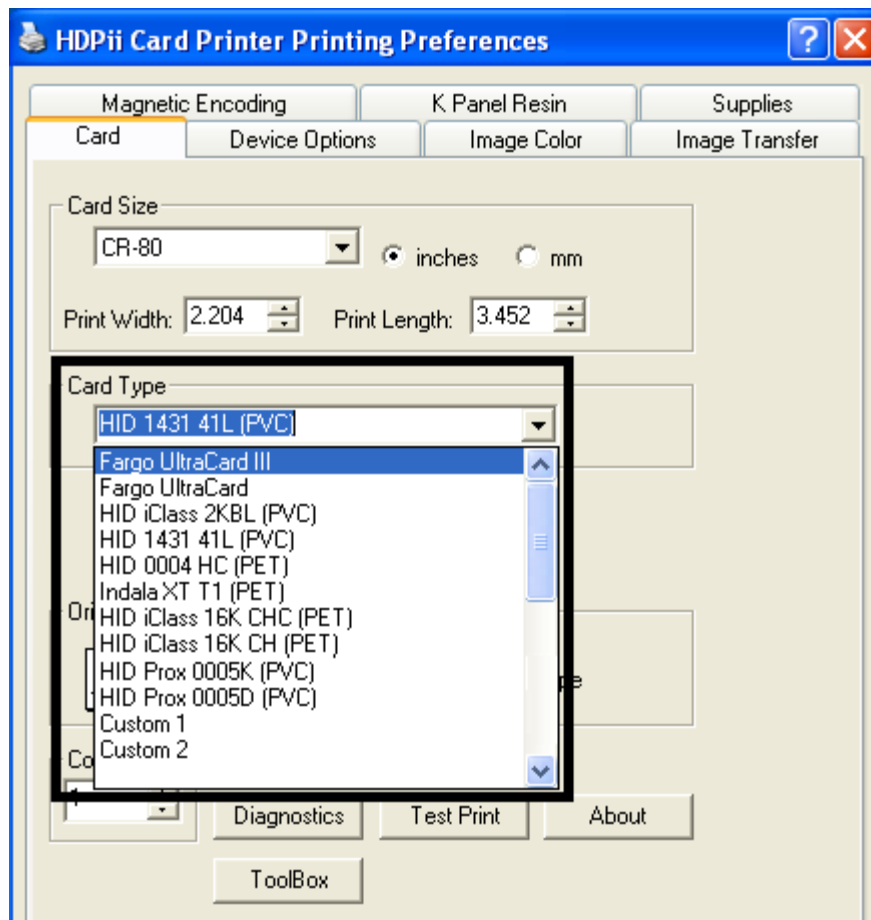 HDPii Card Printer Printing Preferences
Magnetic Encoding K Panel Resin Supplies
Card Device Options Image Color Image Transfer
Card Size
CR-80 inches mm
Print Width: 2.204 Print Length: 3.452
Card Type
HID 1431 41L (PVC)
Fargo UltraCard III
Fargo UltraCard
HID iClass 2KBL (PVC)
HID 1431 41L (PVC)
HID 0004 HC (PET)
Indala XT T1 (PET)
HID iClass 16K CHC (PET)
HID iClass 16K CH (PET)
HID Prox 0005K (PVC)
HID Prox 0005D (PVC)
Custom 1
Custom 2
Diagnostics Test Print About
ToolBox